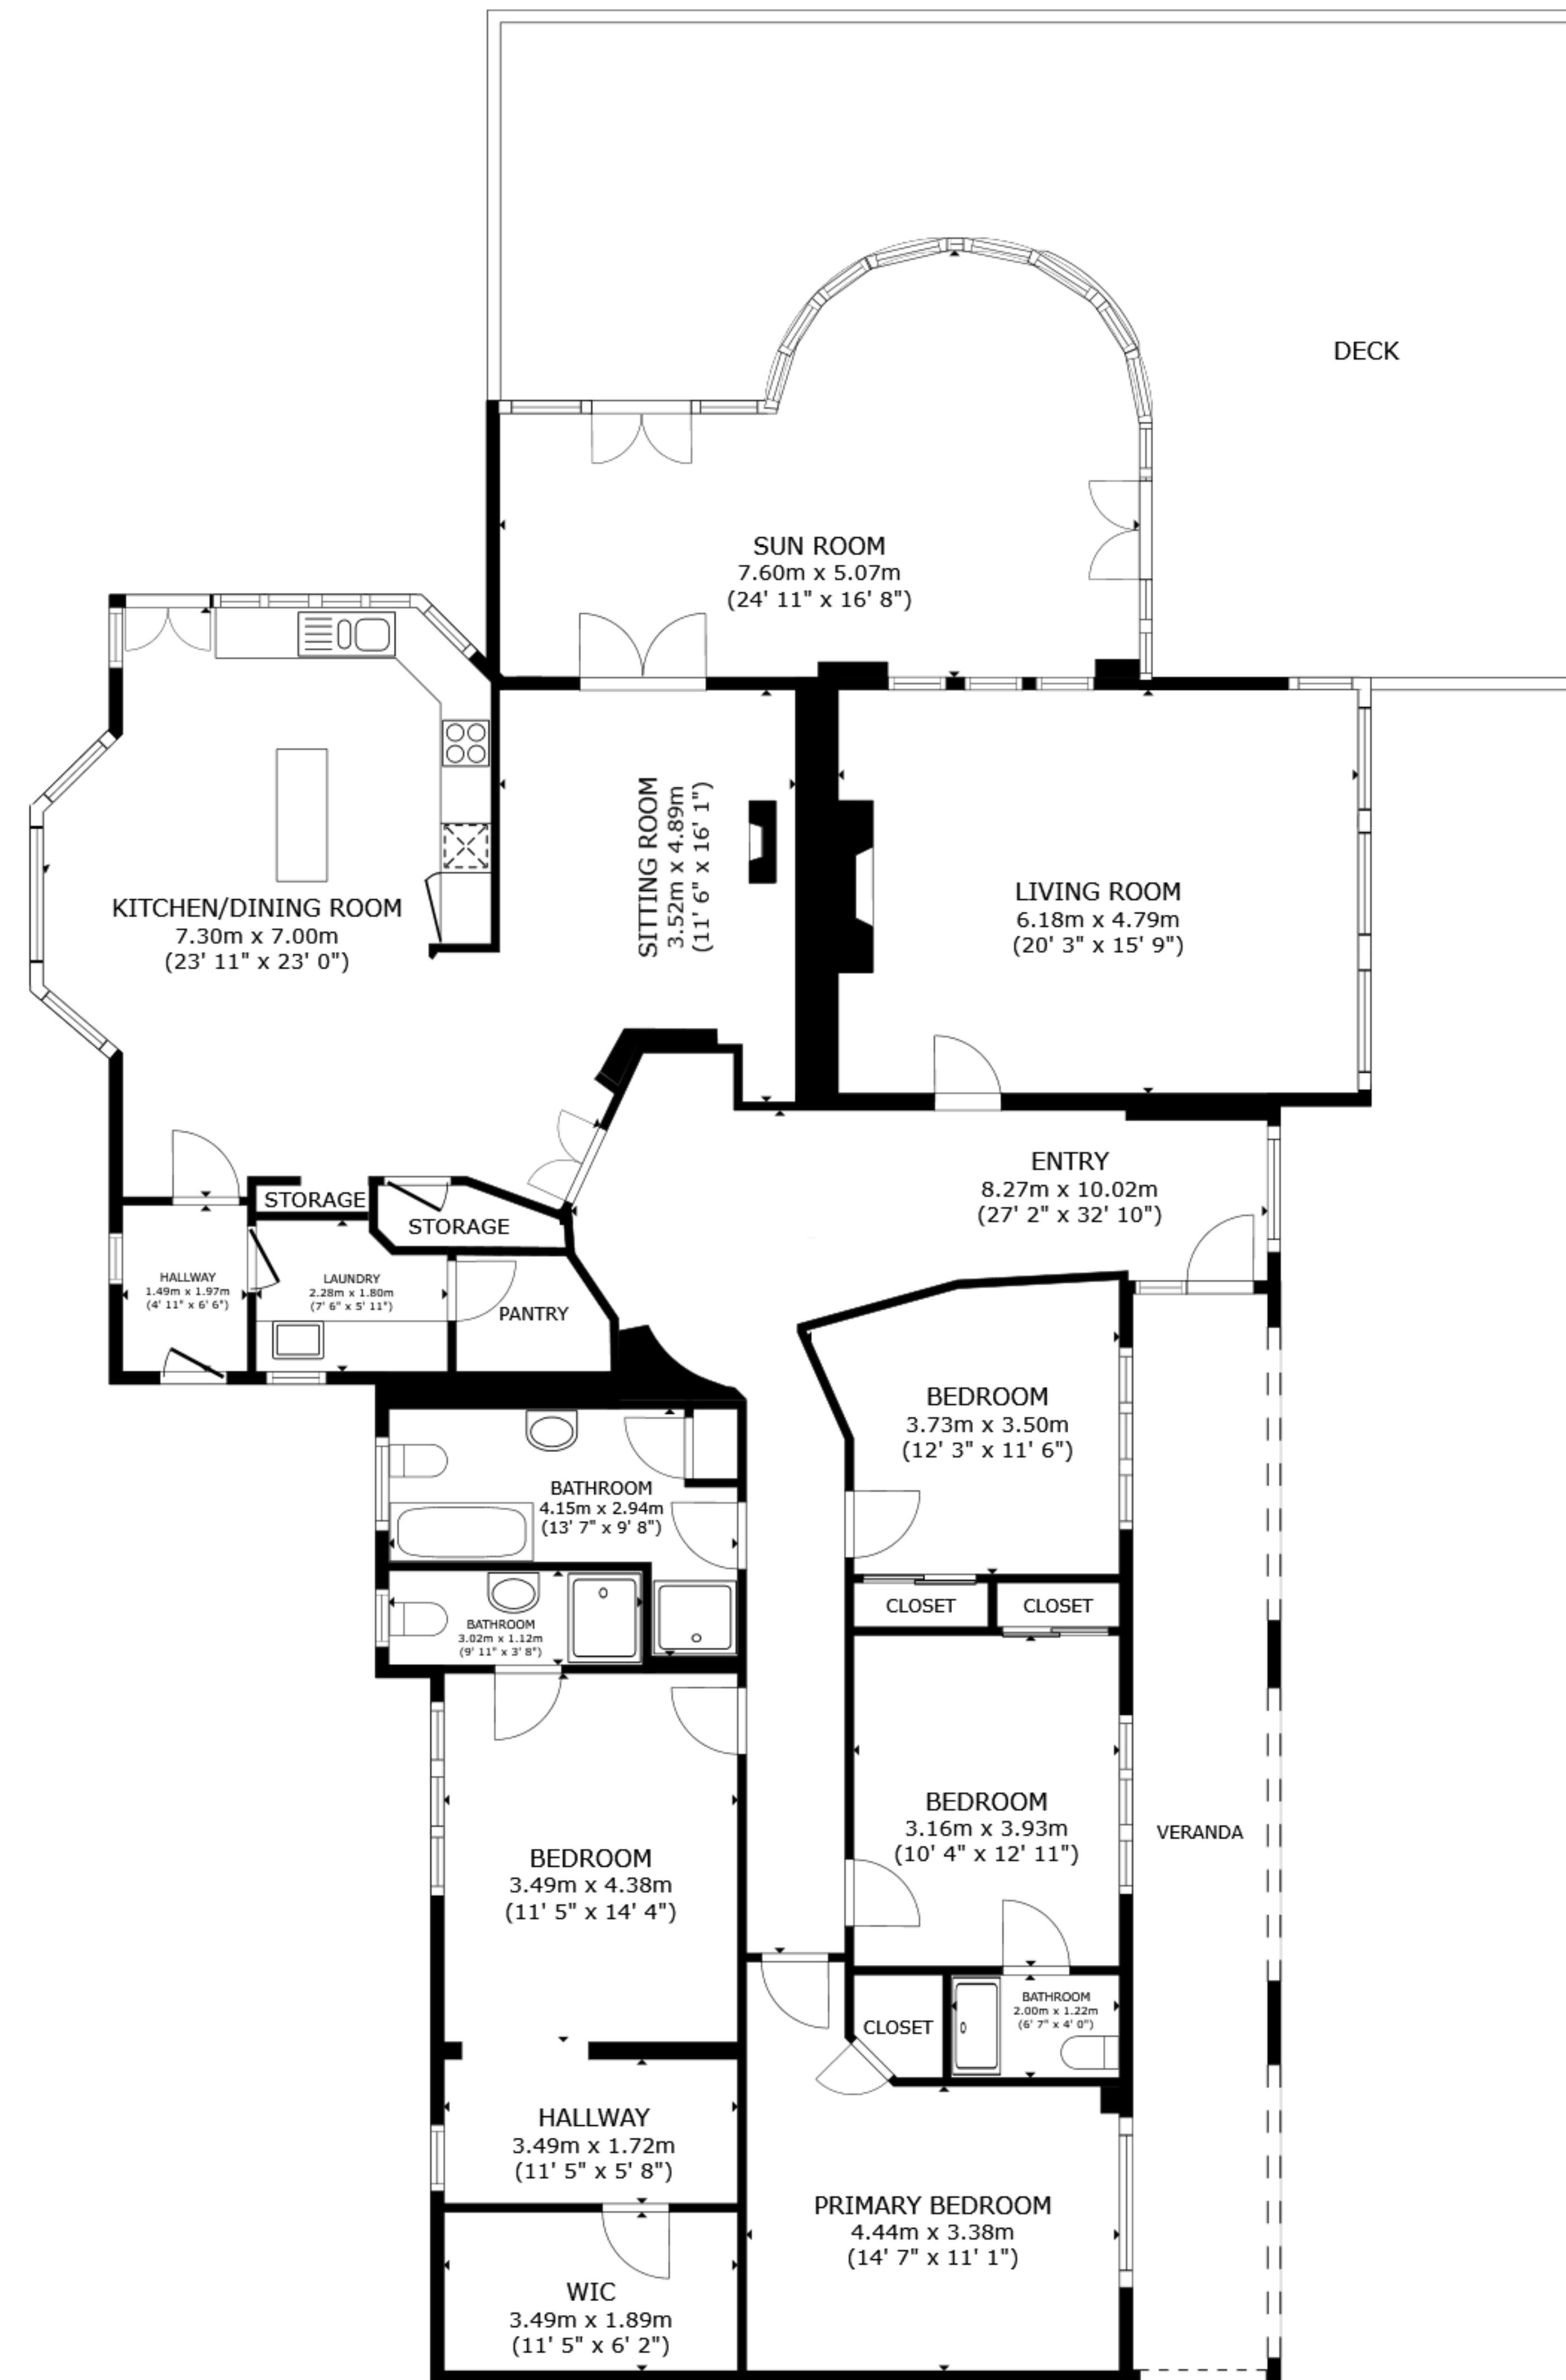 DECK
SUN ROOM
7.60m x 5.07m
(24' 11" x 16' 8")
KITCHEN/DINING ROOM
7.30m x 7.00m
(23' 11" x 23' 0")
SITTING ROOM
3.52m x 4.89m
(11' 6" x 16' 1")
LIVING ROOM
6.18m x 4.79m
(20' 3" x 15' 9")
ENTRY
8.27m x 10.02m
(27' 2" x 32' 10")
STORAGE
STORAGE
HALLWAY
1.49m x 1.97m
(4' 11" x 6' 6")
LAUNDRY
2.28m x 1.80m
(7' 6" x 5' 11")
PANTRY
BEDROOM
3.73m x 3.50m
(12' 3" x 11' 6")
BATHROOM
4.15m x 2.94m
(13' 7" x 9' 8")
BATHROOM
3.02m x 1.12m
(9' 11" x 3' 8")
CLOSET
CLOSET
BEDROOM
3.16m x 3.93m
(10' 4" x 12' 11")
VERANDA
BEDROOM
3.49m x 4.38m
(11' 5" x 14' 4")
BATHROOM
2.00m x 1.22m
(6' 7" x 4' 0")
CLOSET
HALLWAY
3.49m x 1.72m
(11' 5" x 5' 8")
PRIMARY BEDROOM
4.44m x 3.38m
(14' 7" x 11' 1")
WIC
3.49m x 1.89m
(11' 5" x 6' 2")